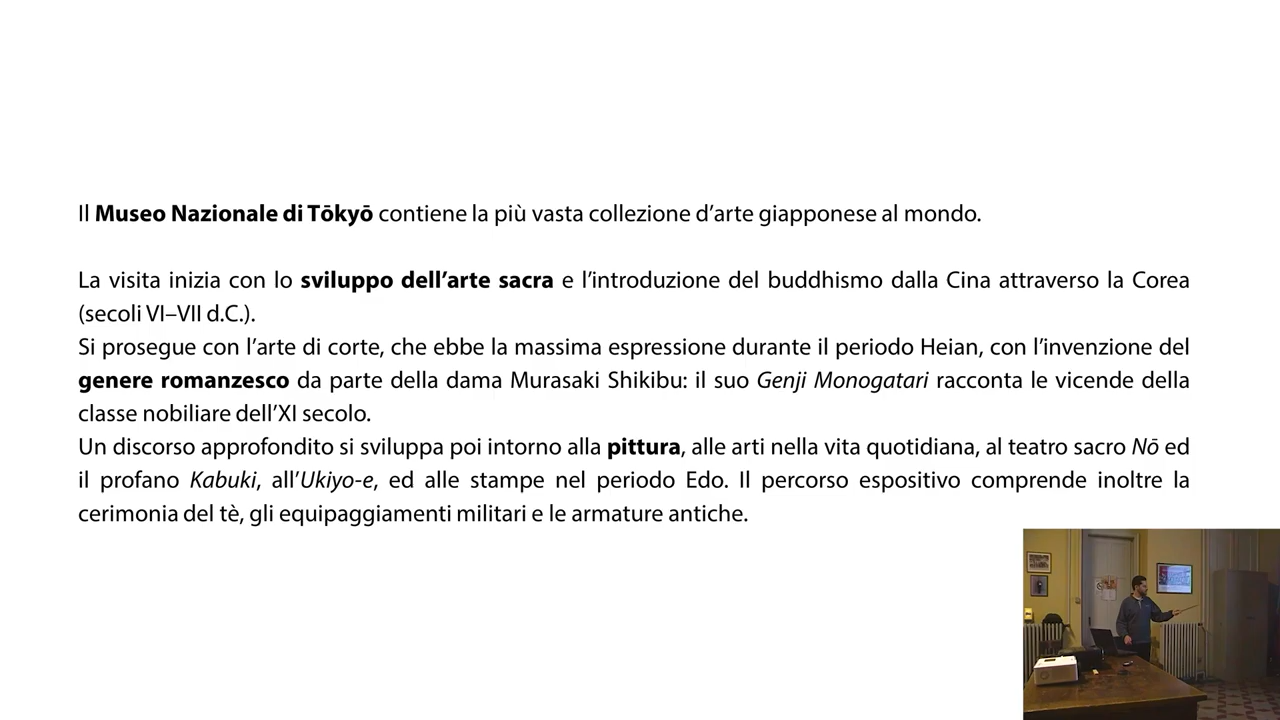 Il Museo Nazionale di Tōkyō contiene la più vasta collezione d’arte giapponese al mondo.
La visita inizia con lo sviluppo dell’arte sacra e l’introduzione del buddhismo dalla Cina attraverso la Corea
(secoli VI–VII d.C.).
Si prosegue con l’arte di corte, che ebbe la massima espressione durante il periodo Heian, con l’invenzione del
genere romanzesco da parte della dama Murasaki Shikibu: il suo Genji Monogatari racconta le vicende della
classe nobiliare dell’XI secolo.
Un discorso approfondito si sviluppa poi intorno alla pittura, alle arti nella vita quotidiana, al teatro sacro Nō ed
il profano Kabuki, all’Ukiyo-e, ed alle stampe nel periodo Edo. Il percorso espositivo comprende inoltre la
cerimonia del tè, gli equipaggiamenti militari e le armature antiche.